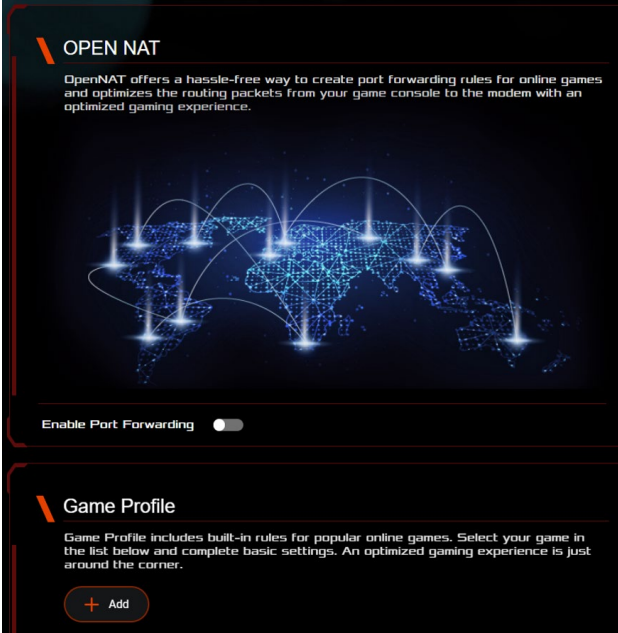 OPEN NAT
OpenNAT offers a hassle-free way to create port forwarding rules for online games
and optimizes the routing packets from your game console to the modem with an
optimized gaming experience.
Enable Port Forwarding
Game Profile
Game Profile includes built-in rules for popular online games. Select your game in
the list below and complete basic settings. An optimized gaming experience is just
around the corner.
+ Add